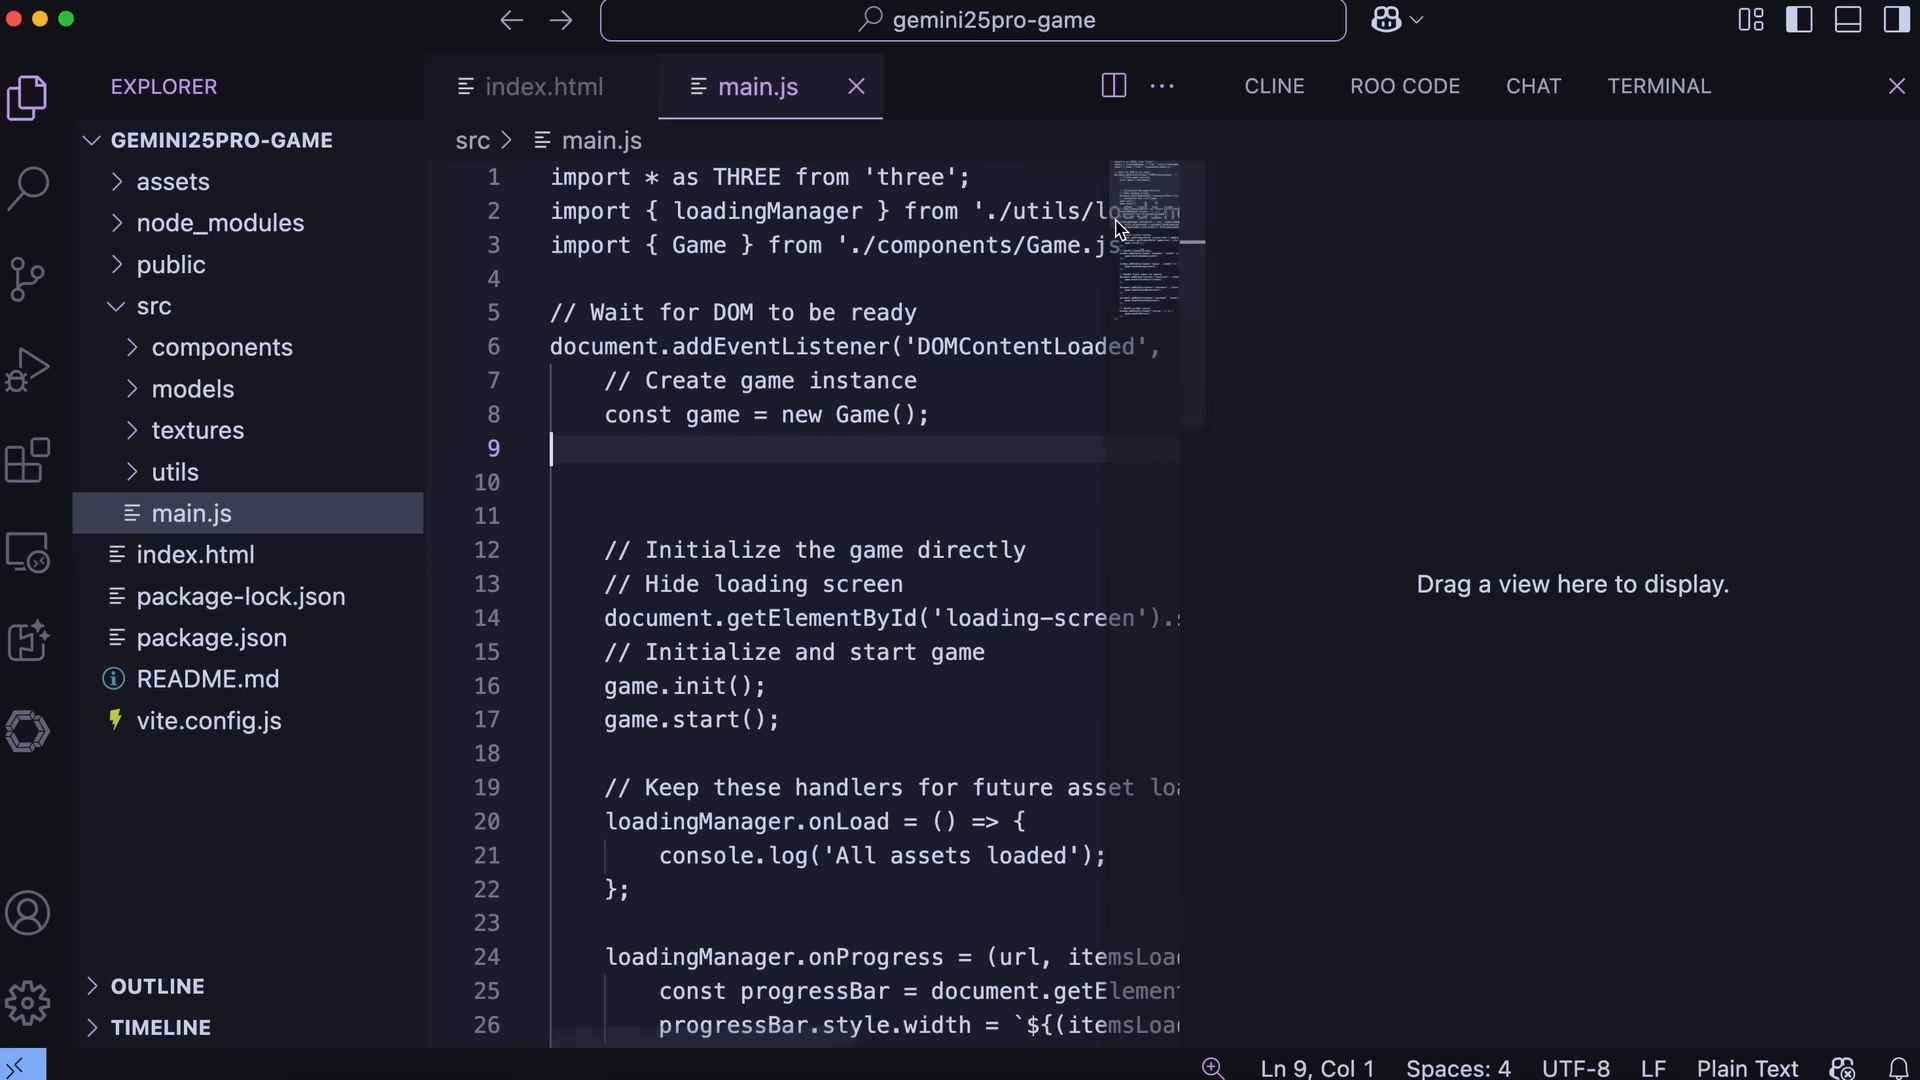 gemini25pro-game
EXPLORER
GEMINI25PRO-GAME
assets
node_modules
public
src
components
models
textures
utils
main.js
index.html
package-lock.json
package.json
README.md
vite.config.js
OUTLINE
TIMELINE
index.html
main.js
src
main.js
1 import * as THREE from 'three';
2 import { loadingManager } from './utils/loadin
3 import { Game } from './components/Game.js
4
5 // Wait for DOM to be ready
6 document.addEventListener('DOMContentLoaded',
7 // Create game instance
8 const game = new Game();
9
10
11
12 // Initialize the game directly
13 // Hide loading screen
14 document.getElementById('loading-screen').s
15 // Initialize and start game
16 game.init();
17 game.start();
18
19 // Keep these handlers for future asset loa
20 loadingManager.onLoad = () => {
21 console.log('All assets loaded');
22 };
23
24 loadingManager.onProgress = (url, itemsLoad
25 const progressBar = document.getElement
26 progressBar.style.width = `${(itemsLoad
CLINE
ROO CODE
CHAT
TERMINAL
Drag a view here to display.
Ln 9, Col 1
Spaces: 4
UTF-8
LF
Plain Text